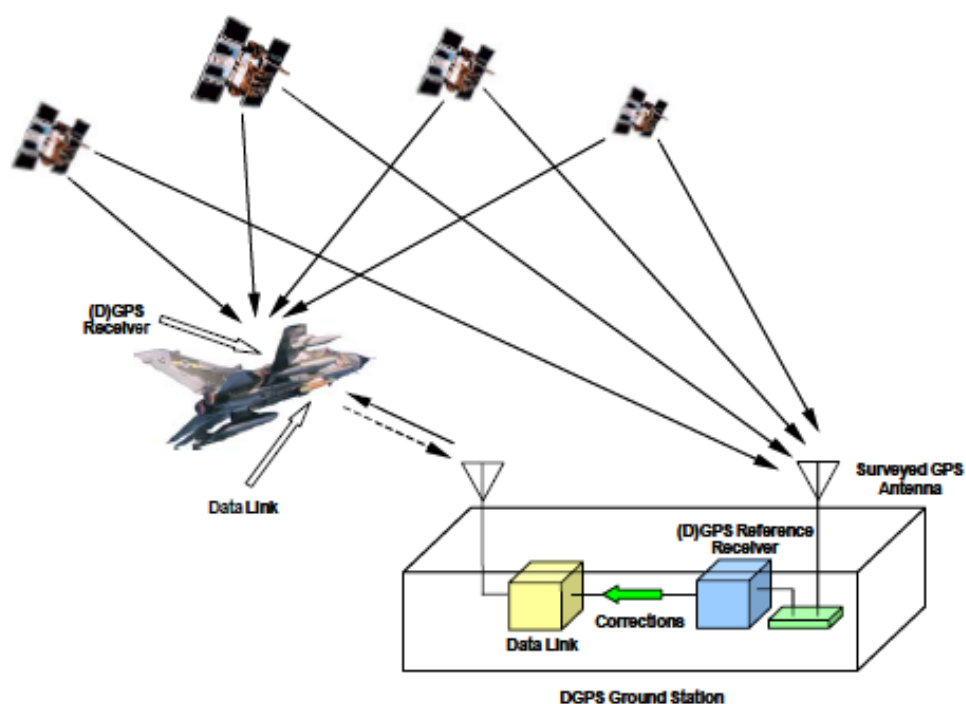 (D)GPS
Receiver
Data Link
Surveyed GPS
Antenna
(D)GPS Reference
Receiver
Corrections
Data Link
DGPS Ground Station